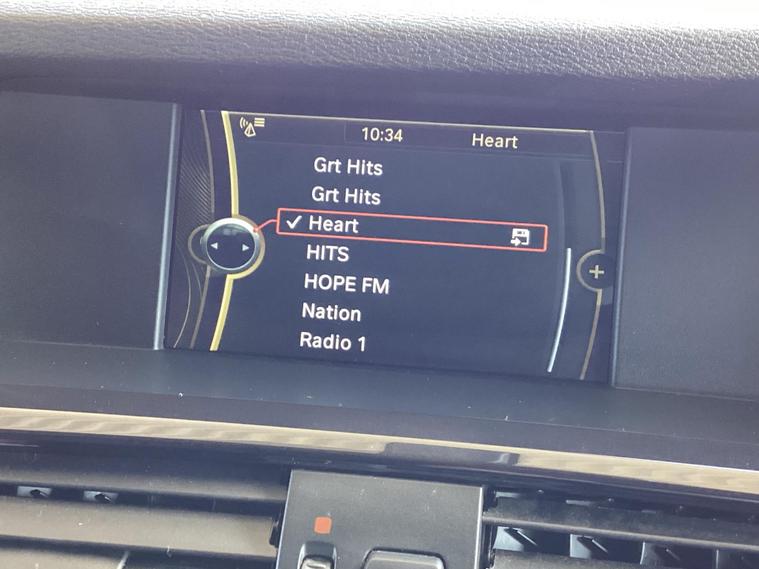 10:34 Heart
Grt Hits
Grt Hits
Heart
HITS
HOPE FM
Nation
Radio 1